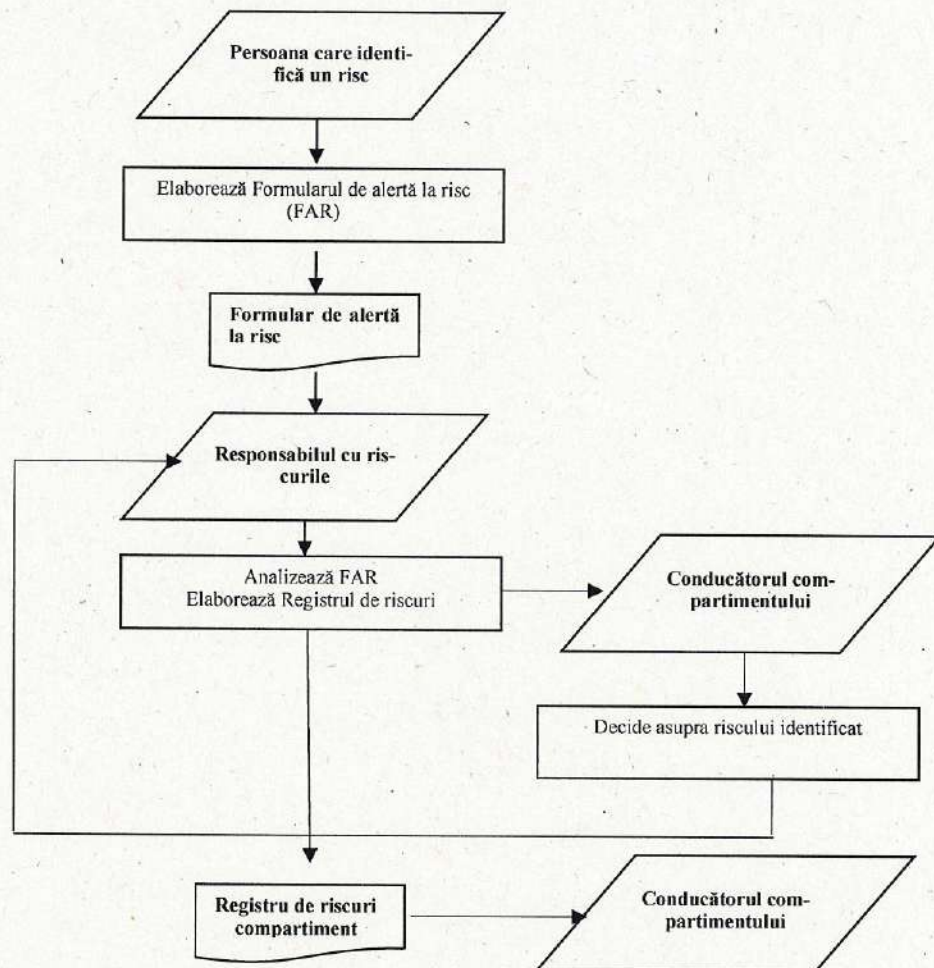 Persoana care identi-
fică un risc
Elaborează Formularul de alertă la risc
(FAR)
Formular de alertă
la risc
Responsabilul cu ris-
curile
Analizează FAR
Elaborează Registrul de riscuri
Conducătorul com-
partimentului
Decide asupra riscului identificat
Registru de riscuri
compartiment
Conducătorul com-
partimentului